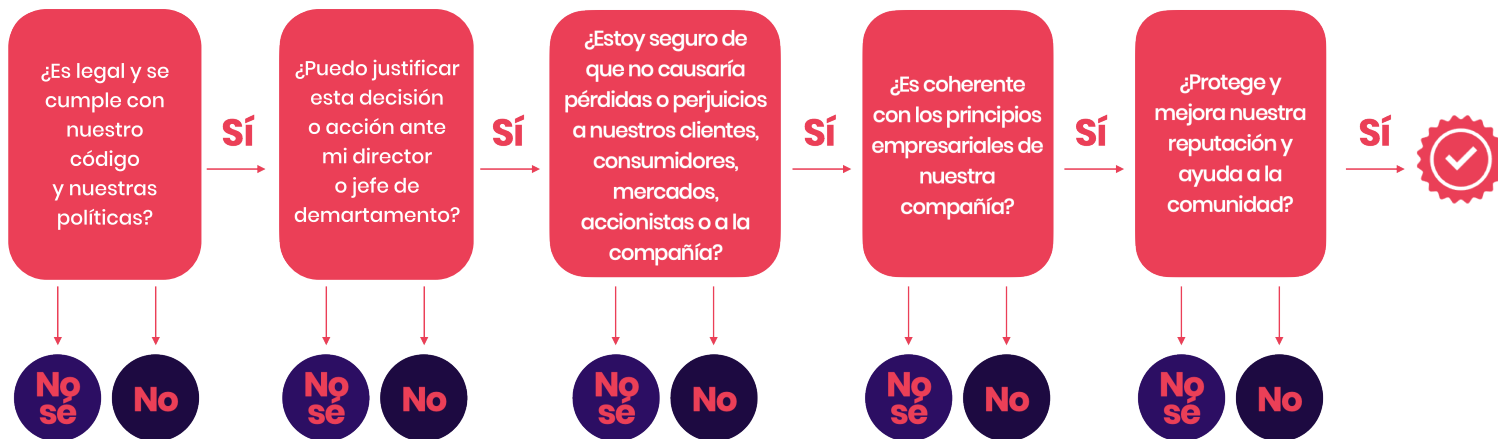 ¿Es legal y se
cumple con
nuestro
código
y nuestras
políticas?
Sí
¿Puedo justificar
esta decisión
o acción ante
mi director
o jefe de
demartamento?
Sí
¿Estoy seguro de
que no causaría
pérdidas o perjuicios
a nuestros clientes,
consumidores,
mercados,
accionistas o a la
compañía?
Sí
¿Es coherente
con los principios
empresariales de
nuestra
compañía?
Sí
¿Protege y
mejora nuestra
reputación y
ayuda a la
comunidad?
Sí
No
sé
No
No
sé
No
No
sé
No
No
sé
No
No
sé
No